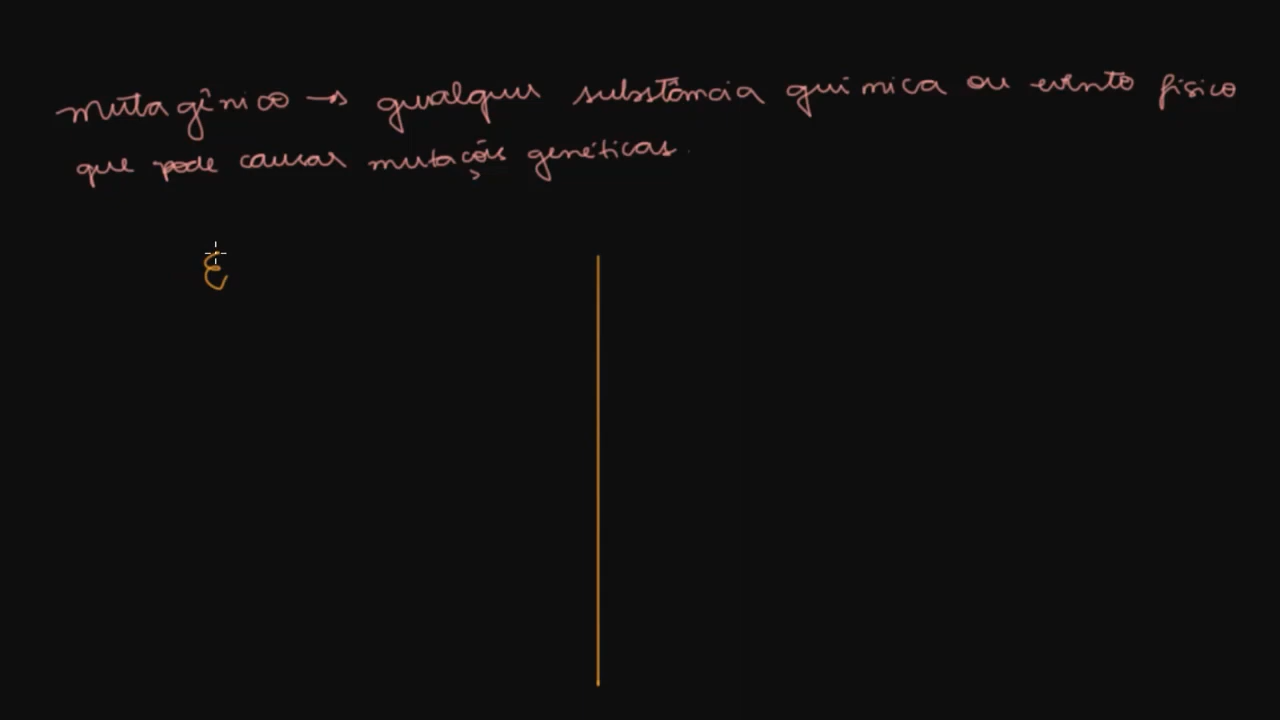 mutagênico → qualquer substância química ou evento físico
que pode causar mutações genéticas.
E